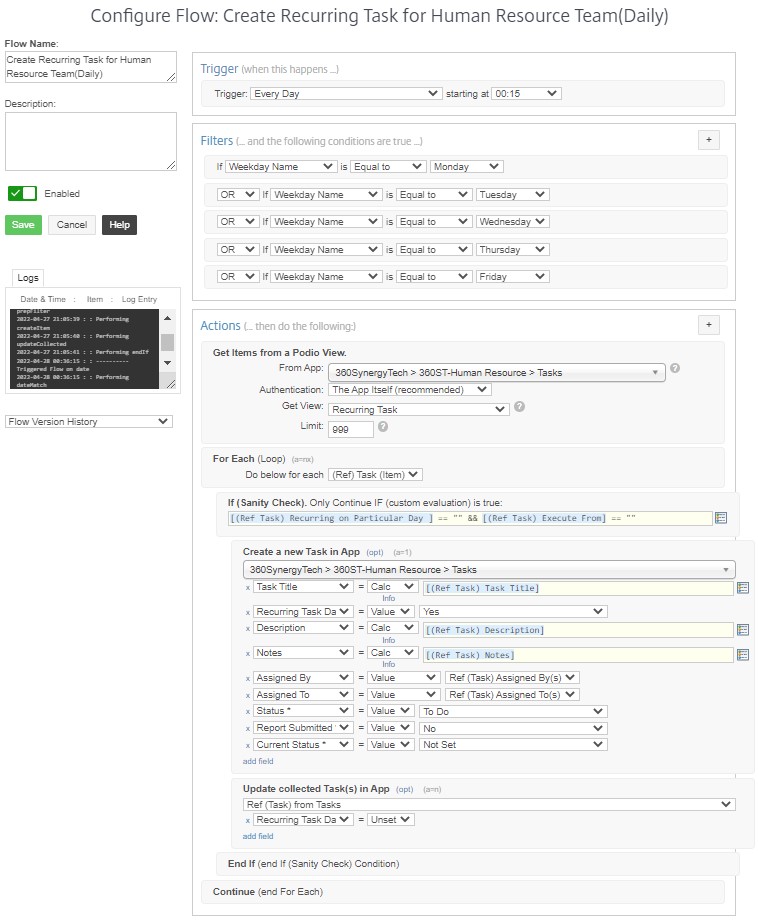 Configure Flow: Create Recurring Task for Human Resource Team(Daily)
Flow Name:
Create Recurring Task for Human
Resource Team(Daily)
Description:
Enabled
Save Cancel Help
Logs
Date & Time : Item : Log Entry
prepFilter
2022-04-27 21:05:39 : : Performing
createItem
2022-04-27 21:05:40 : : Performing
updateCollected
2022-04-27 21:05:41 : : Performing endIf
2022-04-28 00:36:15 : : ----------
Triggered Flow on date
2022-04-28 00:36:15 : : Performing
dateMatch
Flow Version History
Trigger (when this happens ...)
Trigger: Every Day starting at 00:15
Filters (... and the following conditions are true ...) +
If Weekday Name is Equal to Monday
OR If Weekday Name is Equal to Tuesday
OR If Weekday Name is Equal to Wednesday
OR If Weekday Name is Equal to Thursday
OR If Weekday Name is Equal to Friday
Actions (... then do the following:) +
Get Items from a Podio View.
From App: 360SynergyTech > 360ST-Human Resource > Tasks ?
Authentication: The App Itself (recommended)
Get View: Recurring Task ?
Limit: 999 ?
For Each (Loop) (a=nx)
Do below for each (Ref) Task (Item)
If (Sanity Check). Only Continue IF (custom evaluation) is true:
[(Ref Task) Recurring on Particular Day ] == "" && [(Ref Task) Execute From] == ""
Create a new Task in App (opt) (a=1)
360SynergyTech > 360ST-Human Resource > Tasks
x Task Title = Calc [(Ref Task) Task Title]
Info
x Recurring Task Da = Value Yes
x Description = Calc [(Ref Task) Description]
Info
x Notes = Calc [(Ref Task) Notes]
Info
x Assigned By = Value Ref (Task) Assigned By(s)
x Assigned To = Value Ref (Task) Assigned To(s)
x Status * = Value To Do
x Report Submitted = Value No
x Current Status * = Value Not Set
add field
Update collected Task(s) in App (opt) (a=n)
Ref (Task) from Tasks
x Recurring Task Da = Unset
add field
End If (end If (Sanity Check) Condition)
Continue (end For Each)